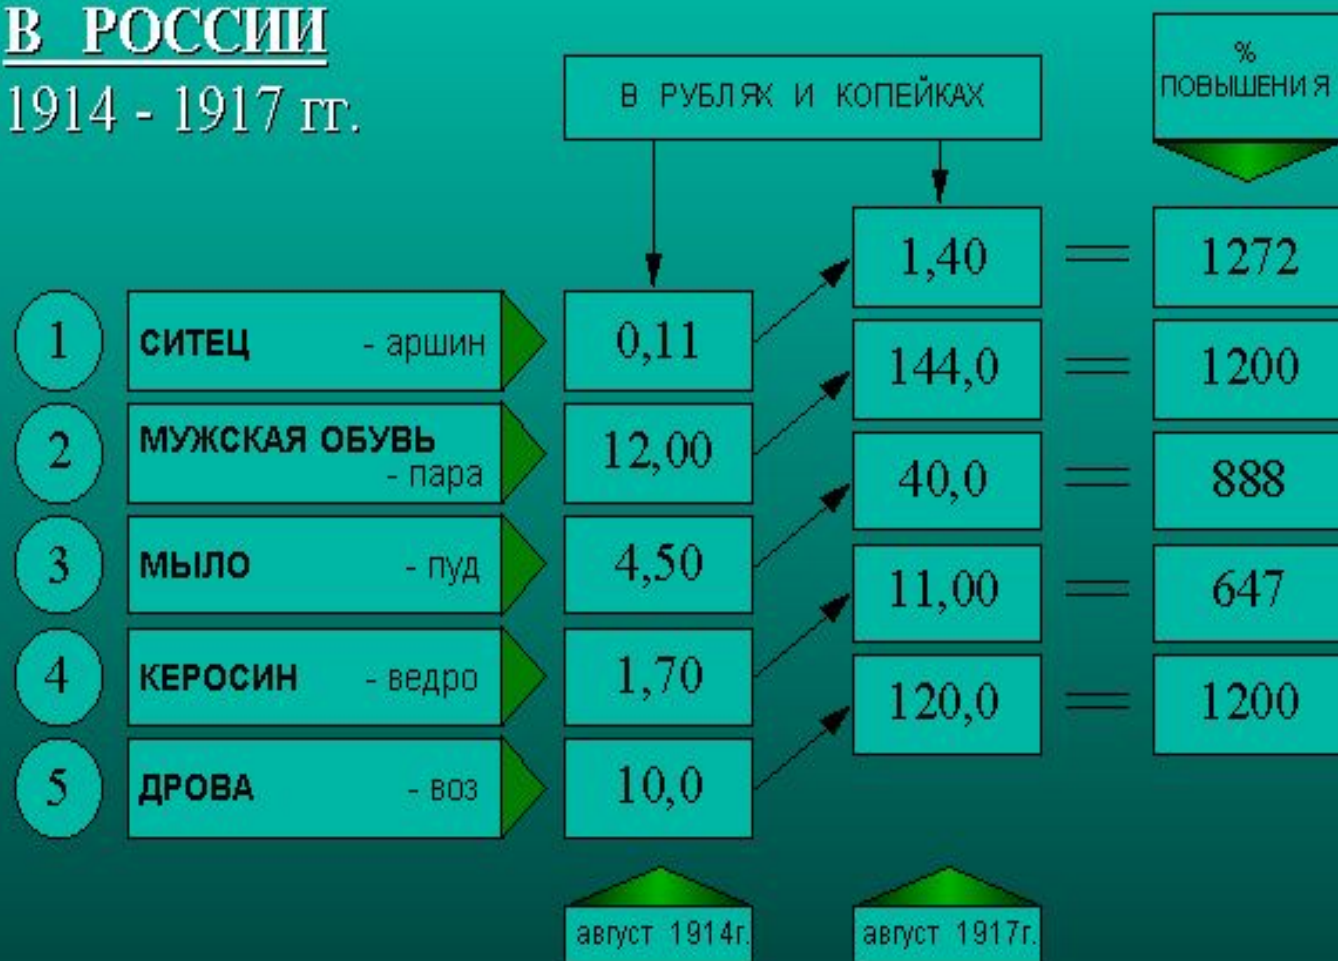 В РОССИИ
1914 - 1917 гг.
В РУБЛЯХ И КОПЕЙКАХ
%
ПОВЫШЕНИЯ
1 СИТЕЦ - аршин 0,11 1,40 = 1272
2 МУЖСКАЯ ОБУВЬ - пара 12,00 144,0 = 1200
3 МЫЛО - пуд 4,50 40,0 = 888
4 КЕРОСИН - ведро 1,70 11,00 = 647
5 ДРОВА - воз 10,0 120,0 = 1200
август 1914г. август 1917г.